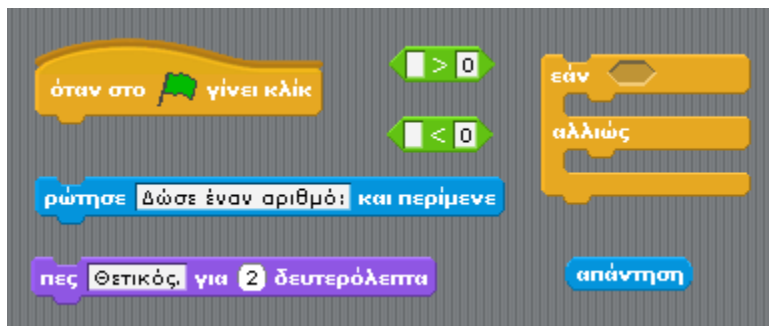 όταν στο γίνει κλίκ
> 0
< 0
εάν
αλλιώς
ρώτησε Δώσε έναν αριθμό: και περίμενε
πες Θετικός. για 2 δευτερόλεπτα
απάντηση